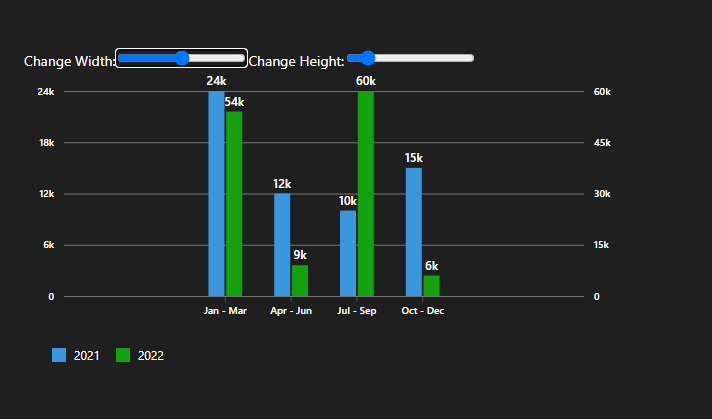 Change Width: Change Height:
24k 60k
24k 54k 60k
18k 45k
15k
12k 12k 10k 30k
9k
6k 6k 15k
0 0
Jan - Mar Apr - Jun Jul - Sep Oct - Dec
2021 2022